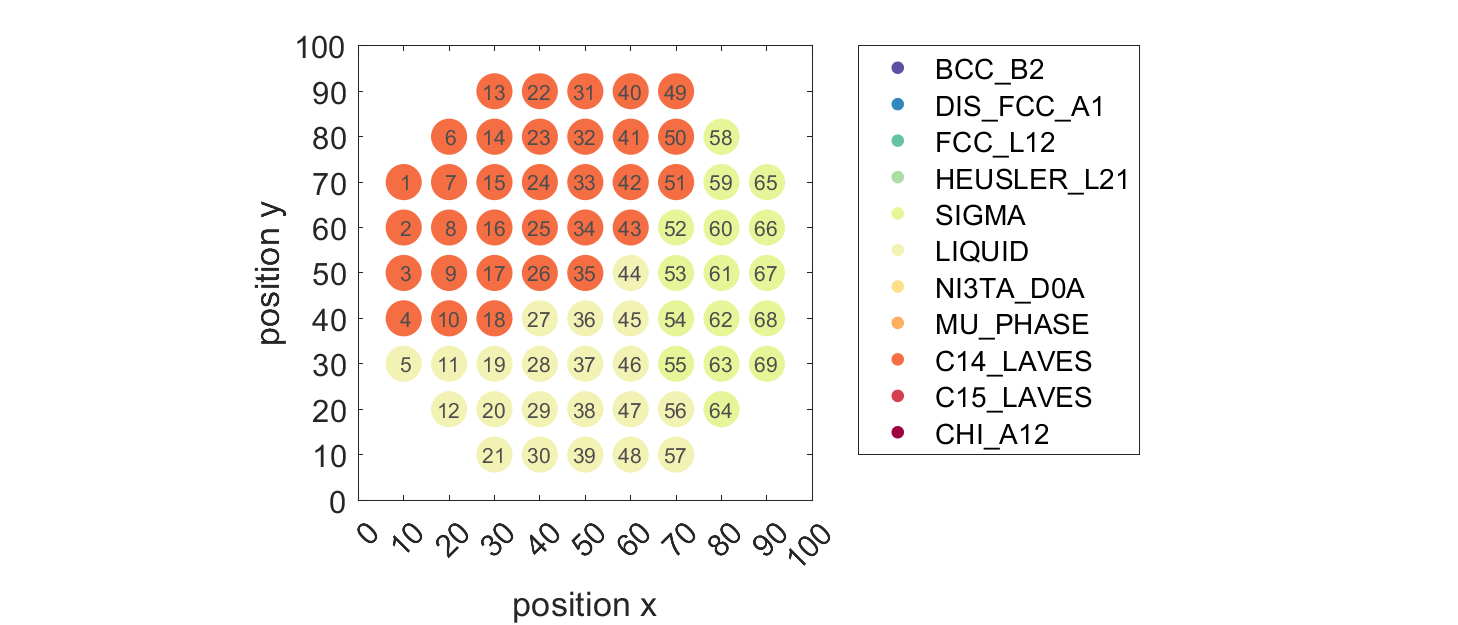 100
90
80
70
60
50
40
30
20
10
0
position y
13 22 31 40 49
6 14 23 32 41 50 58
1 7 15 24 33 42 51 59 65
2 8 16 25 34 43 52 60 66
3 9 17 26 35 44 53 61 67
4 10 18 27 36 45 54 62 68
5 11 19 28 37 46 55 63 69
12 20 29 38 47 56 64
21 30 39 48 57
0 10 20 30 40 50 60 70 80 90 100
position x
BCC_B2
DIS_FCC_A1
FCC_L12
HEUSLER_L21
SIGMA
LIQUID
NI3TA_D0A
MU_PHASE
C14_LAVES
C15_LAVES
CHI_A12